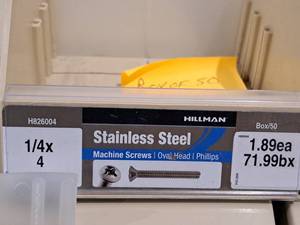 HILLMAN
H826004
Box/50
1/4x
4
Stainless Steel
Machine Screws | Oval Head | Phillips
1.89ea
71.99bx